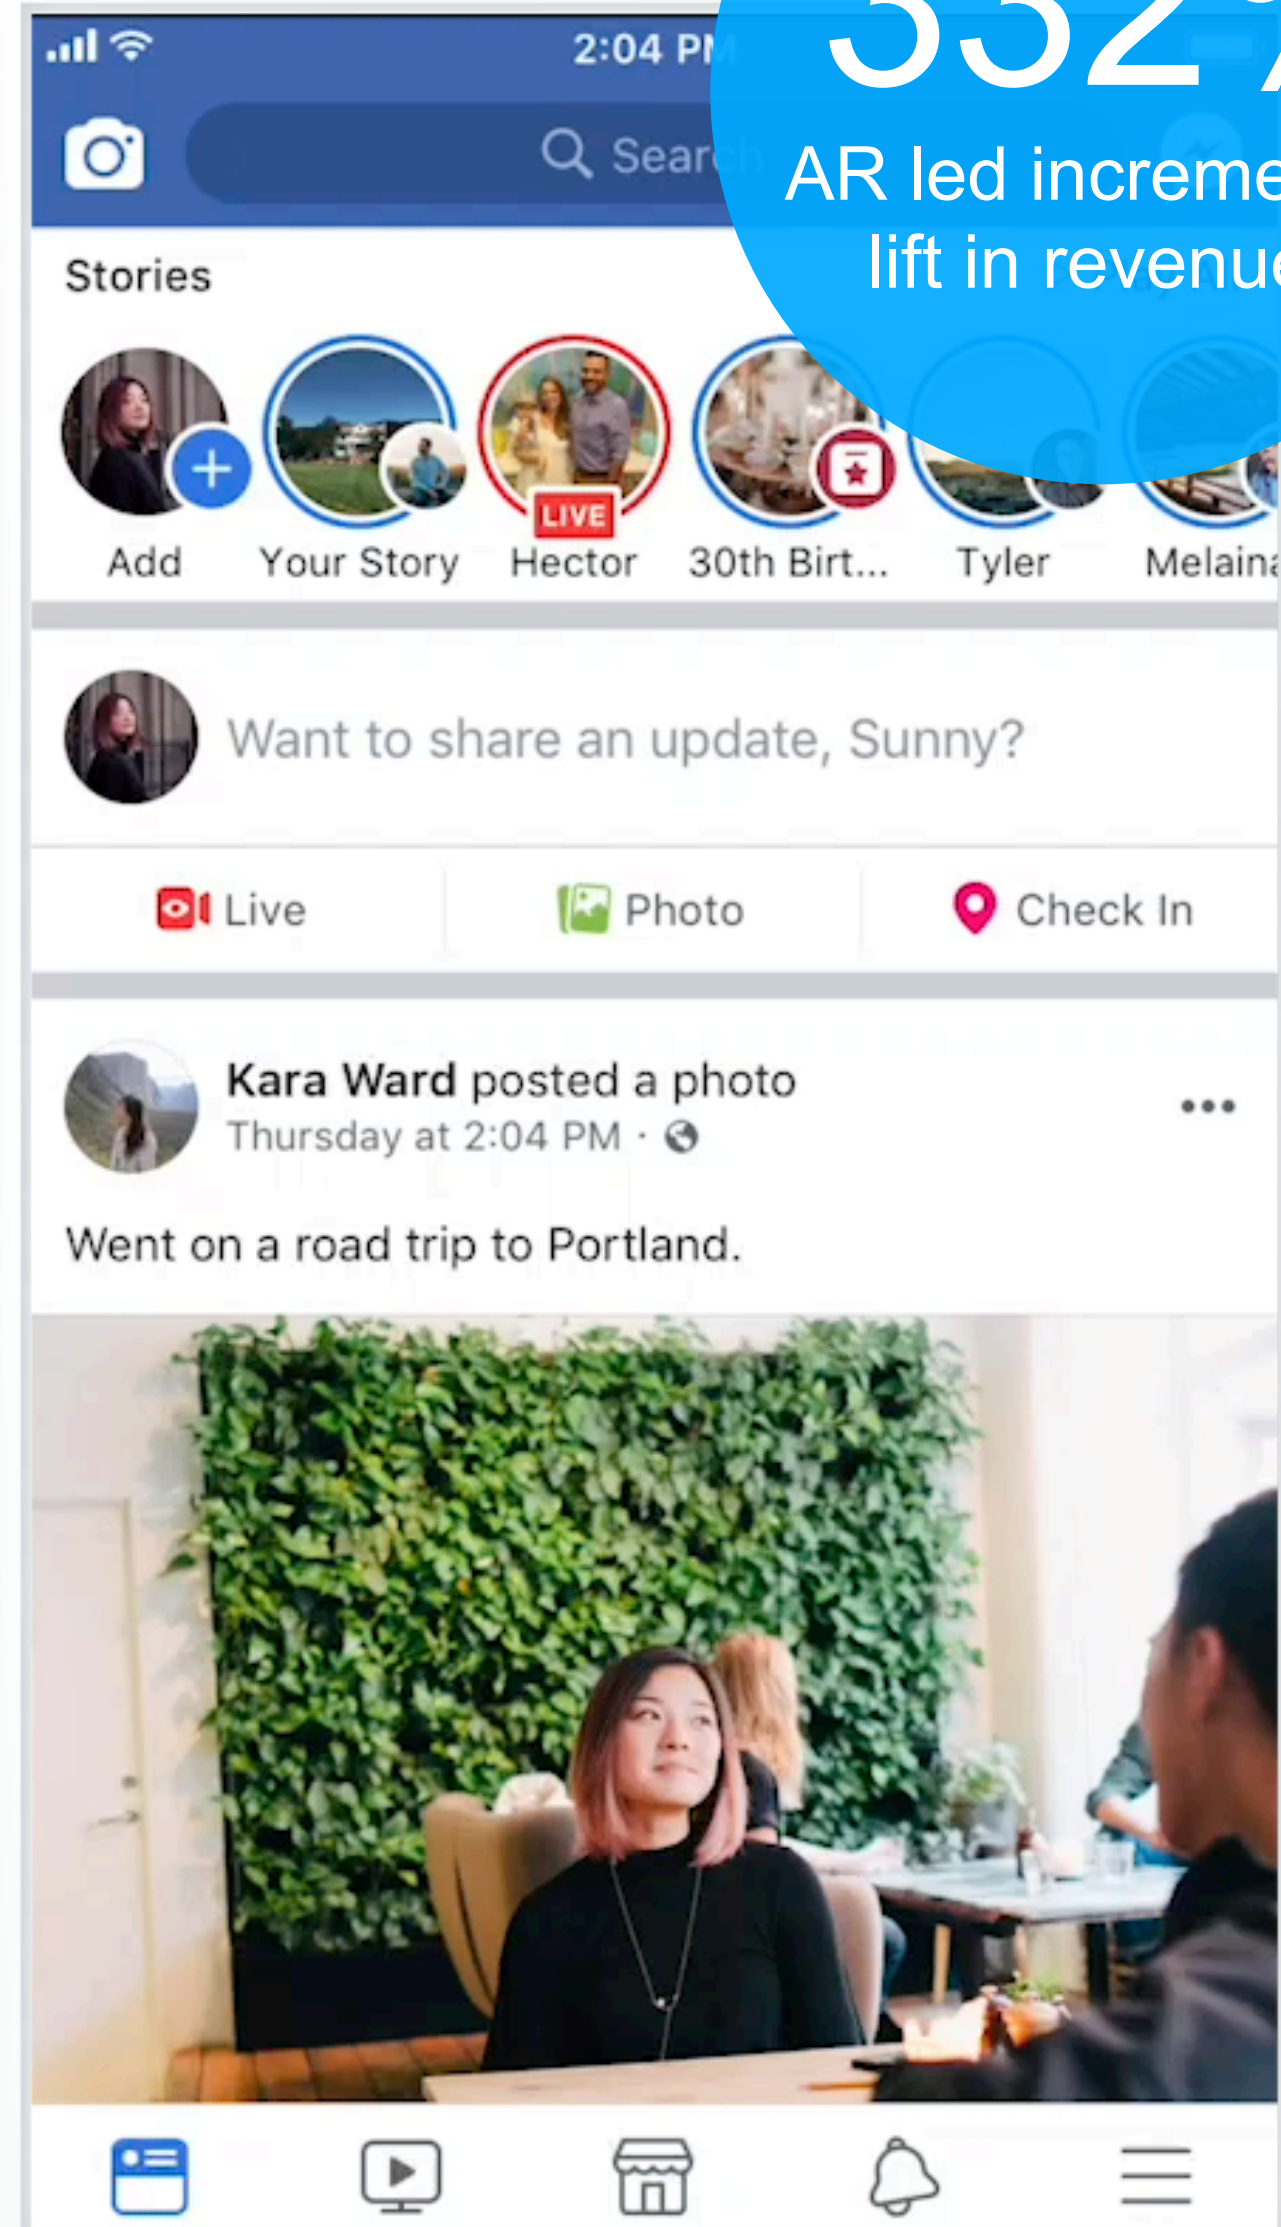 2:04 PM
332%
Search
AR led increme
lift in revenue
Stories
LIVE
Add
Your Story
Hector
30th Birt...
Tyler
Melaina
Want to share an update, Sunny?
Live
Photo
Check In
Kara Ward posted a photo
Thursday at 2:04 PM ·
Went on a road trip to Portland.